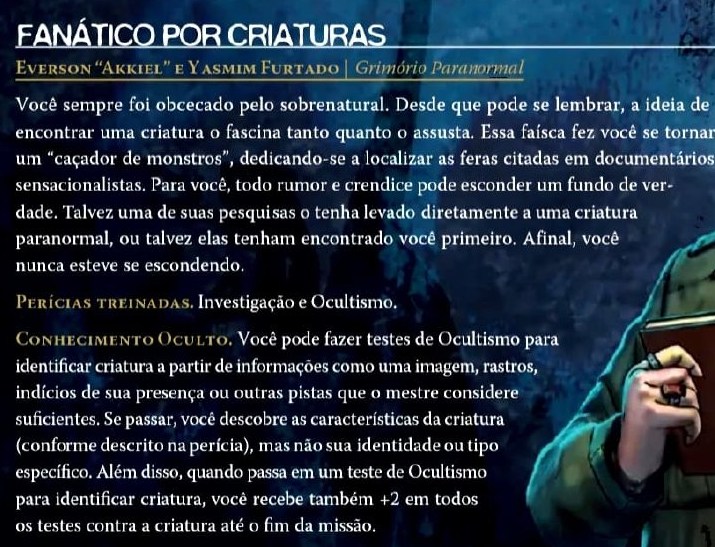 FANÁTICO POR CRIATURAS
EVERSON “AKKIEL” E YASMIM FURTADO | Grimório Paranormal
Você sempre foi obcecado pelo sobrenatural. Desde que pode se lembrar, a ideia de
encontrar uma criatura o fascina tanto quanto o assusta. Essa faísca fez você se tornar
um “caçador de monstros”, dedicando-se a localizar as feras citadas em documentários
sensacionalistas. Para você, todo rumor e crendice pode esconder um fundo de ver-
dade. Talvez uma de suas pesquisas o tenha levado diretamente a uma criatura
paranormal, ou talvez elas tenham encontrado você primeiro. Afinal, você
nunca esteve se escondendo.
PERÍCIAS TREINADAS. Investigação e Ocultismo.
CONHECIMENTO OCULTO. Você pode fazer testes de Ocultismo para
identificar criatura a partir de informações como uma imagem, rastros,
indícios de sua presença ou outras pistas que o mestre considere
suficientes. Se passar, você descobre as características da criatura
(conforme descrito na perícia), mas não sua identidade ou tipo
específico. Além disso, quando passa em um teste de Ocultismo
para identificar criatura, você recebe também +2 em todos
os testes contra a criatura até o fim da missão.